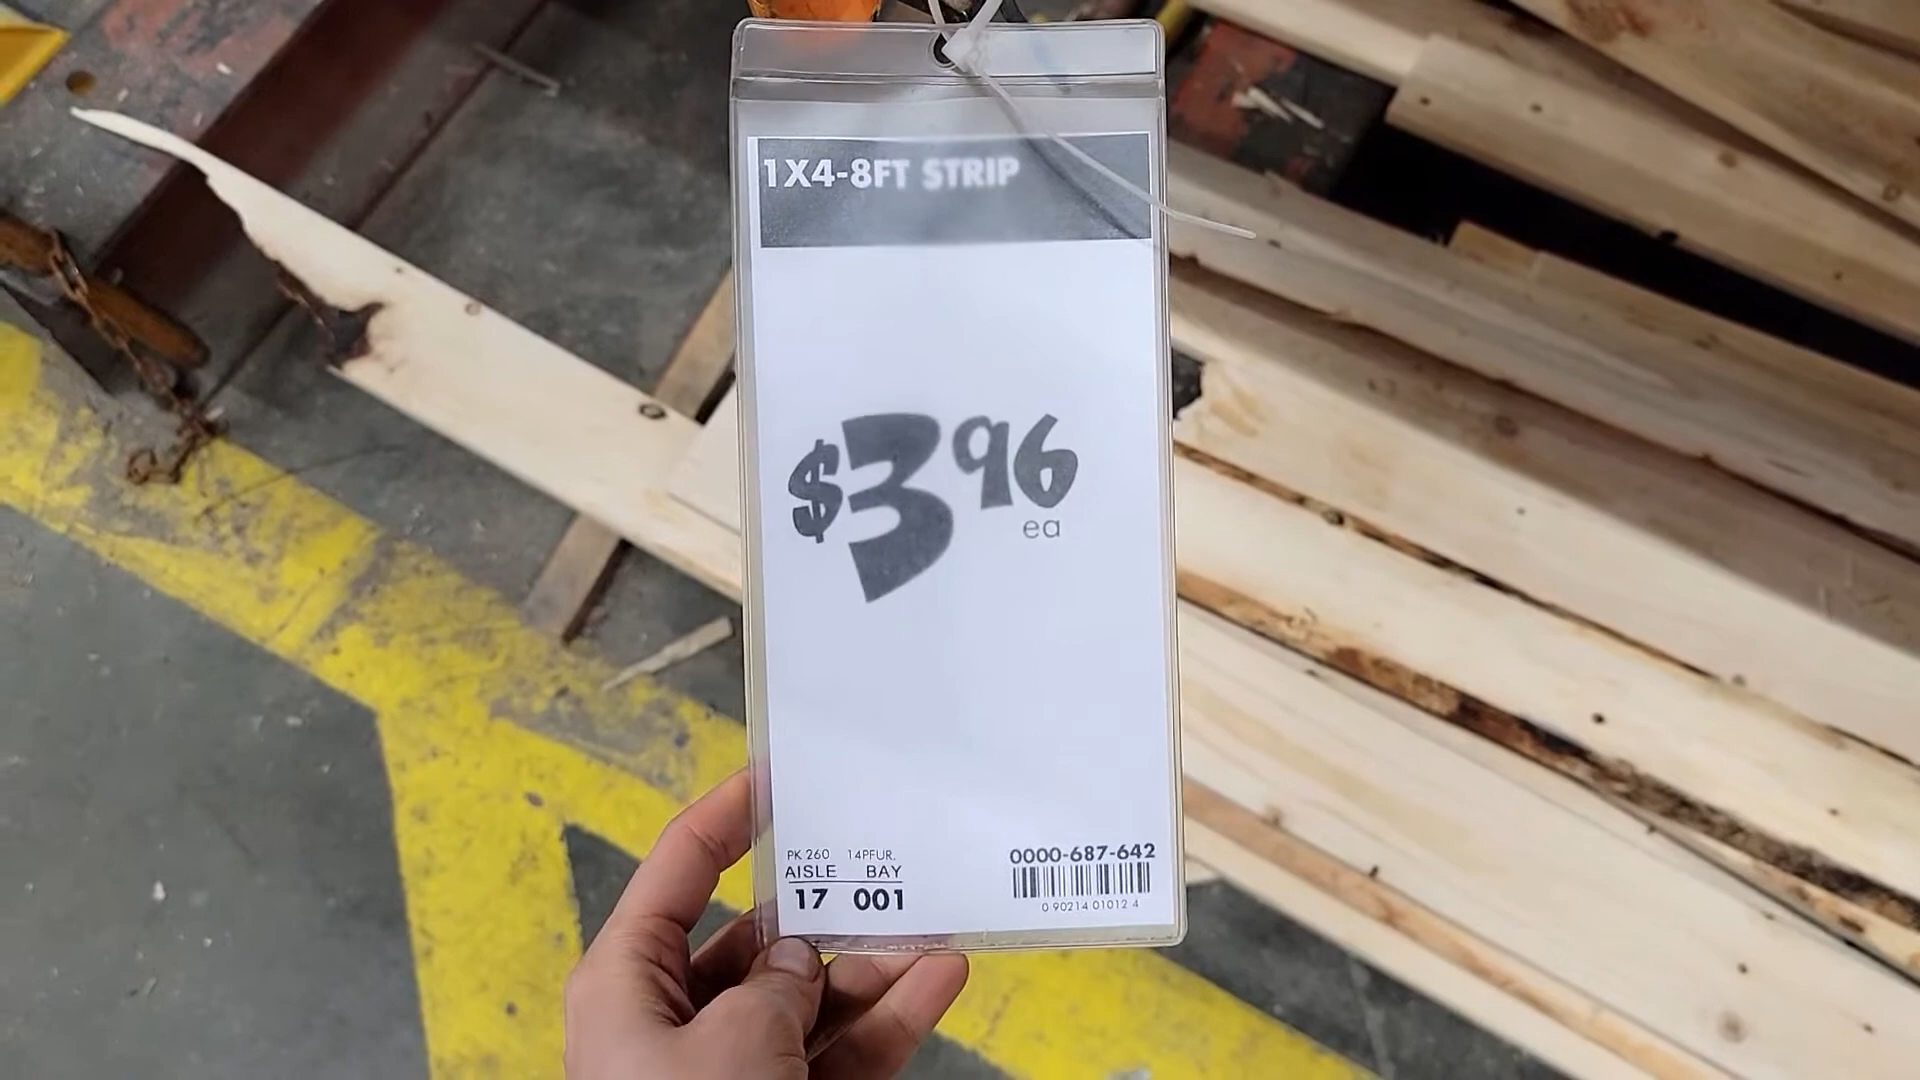 1X4-8FT STRIP
$3 96
ea
PK 260 14PFUR.
AISLE BAY
17 001
0000-687-642
0 90214 01012 4